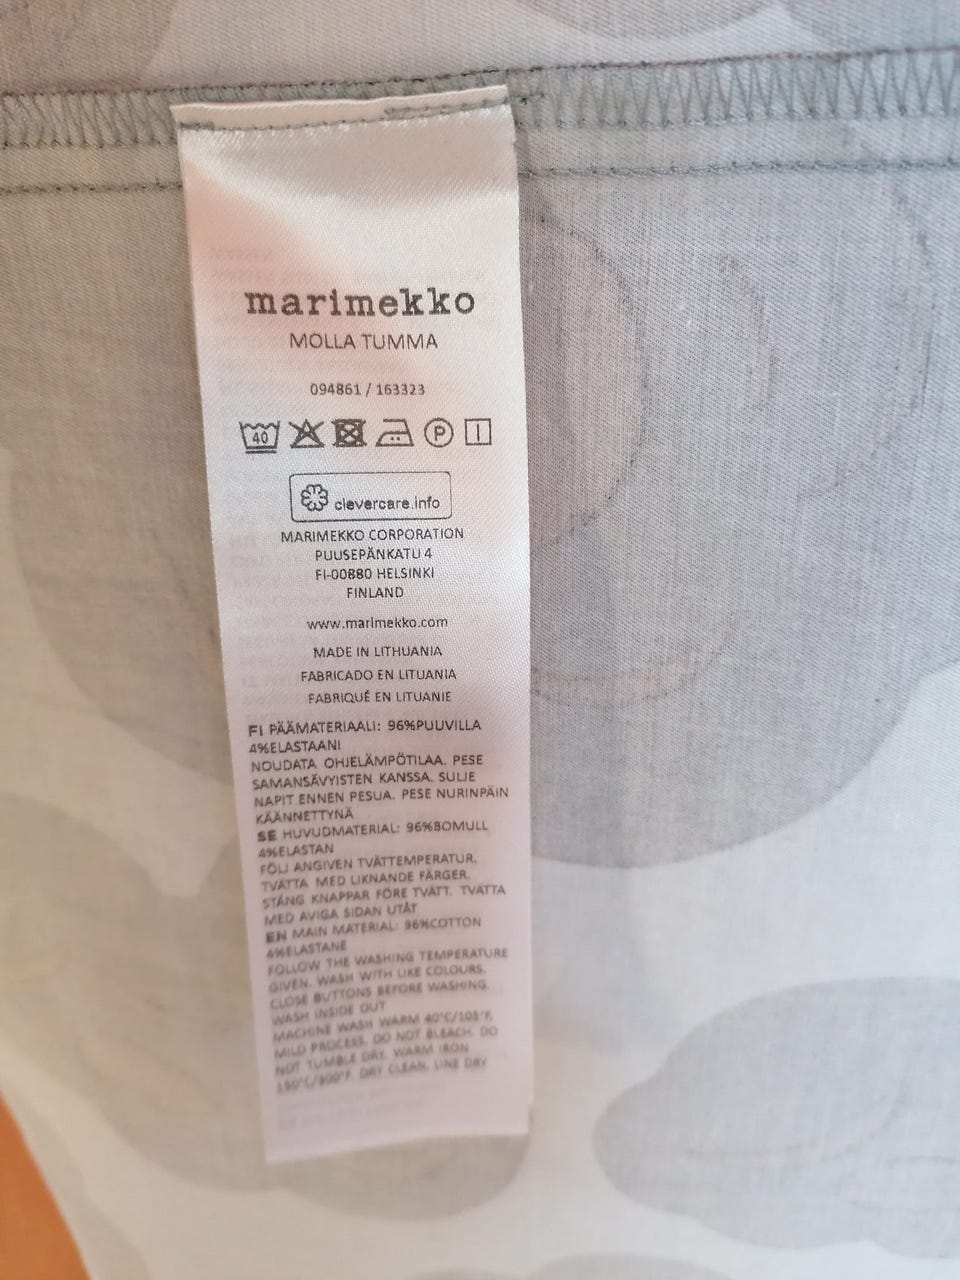 marimekko
MOLLA TUMMA
094861 / 163323
40 P
clevercare.info
MARIMEKKO CORPORATION
PUUSEPÄNKATU 4
FI-00880 HELSINKI
FINLAND
www.marimekko.com
MADE IN LITHUANIA
FABRICADO EN LITUANIA
FABRIQUÉ EN LITUANIE
FI PÄÄMATERIAALI: 96%PUUVILLA
4%ELASTAANI
NOUDATA OHJELÄMPÖTILAA. PESE
SAMANSÄVYISTEN KANSSA. SULJE
NAPIT ENNEN PESUA. PESE NURINPÄIN
KÄÄNNETTYNÄ
SE HUVUDMATERIAL: 96%BOMULL
4%ELASTAN
FÖLJ ANGIVEN TVÄTTEMPERATUR.
TVÄTTA MED LIKNANDE FÄRGER.
STÄNG KNAPPAR FÖRE TVÄTT. TVÄTTA
MED AVIGA SIDAN UTÅT
EN MAIN MATERIAL: 96%COTTON
4%ELASTANE
FOLLOW THE WASHING TEMPERATURE
GIVEN. WASH WITH LIKE COLOURS.
CLOSE BUTTONS BEFORE WASHING.
WASH INSIDE OUT
MACHINE WASH WARM 40°C/105°F,
MILD PROCESS. DO NOT BLEACH. DO
NOT TUMBLE DRY. WARM IRON
150°C/300°F. DRY CLEAN. LINE DRY